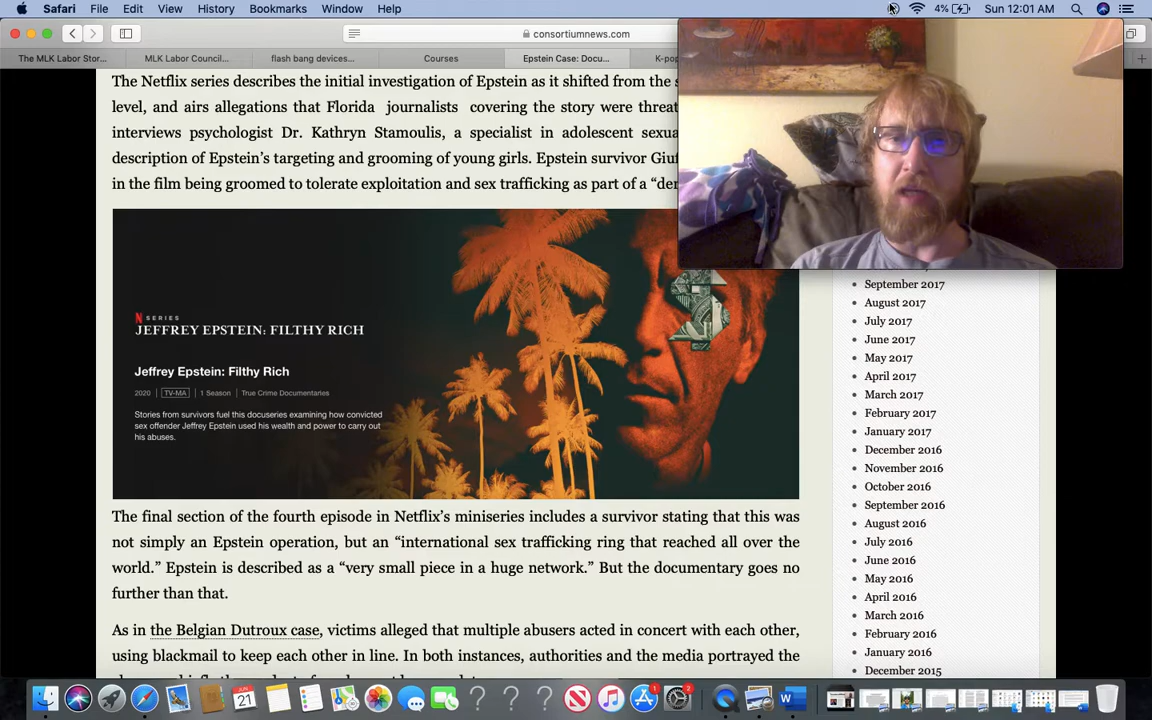 Safari File Edit View History Bookmarks Window Help 4% Sun 12:01 AM
consortiumnews.com
The MLK Labor Stor... MLK Labor Council... flash bang devices... Courses Epstein Case: Docu... K-pop
The Netflix series describes the initial investigation of Epstein as it shifted from the s
level, and airs allegations that Florida journalists covering the story were threat
interviews psychologist Dr. Kathryn Stamoulis, a specialist in adolescent sexua
description of Epstein's targeting and grooming of young girls. Epstein survivor Giuf
in the film being groomed to tolerate exploitation and sex trafficking as part of a "der
N SERIES
JEFFREY EPSTEIN: FILTHY RICH
Jeffrey Epstein: Filthy Rich
2020 | TV-MA | 1 Season | True Crime Documentaries
Stories from survivors fuel this docuseries examining how convicted
sex offender Jeffrey Epstein used his wealth and power to carry out
his abuses.
The final section of the fourth episode in Netflix's miniseries includes a survivor stating that this was
not simply an Epstein operation, but an "international sex trafficking ring that reached all over the
world." Epstein is described as a "very small piece in a huge network." But the documentary goes no
further than that.
As in the Belgian Dutroux case, victims alleged that multiple abusers acted in concert with each other,
using blackmail to keep each other in line. In both instances, authorities and the media portrayed the
September 2017
August 2017
July 2017
June 2017
May 2017
April 2017
March 2017
February 2017
January 2017
December 2016
November 2016
October 2016
September 2016
August 2016
July 2016
June 2016
May 2016
April 2016
March 2016
February 2016
January 2016
December 2015